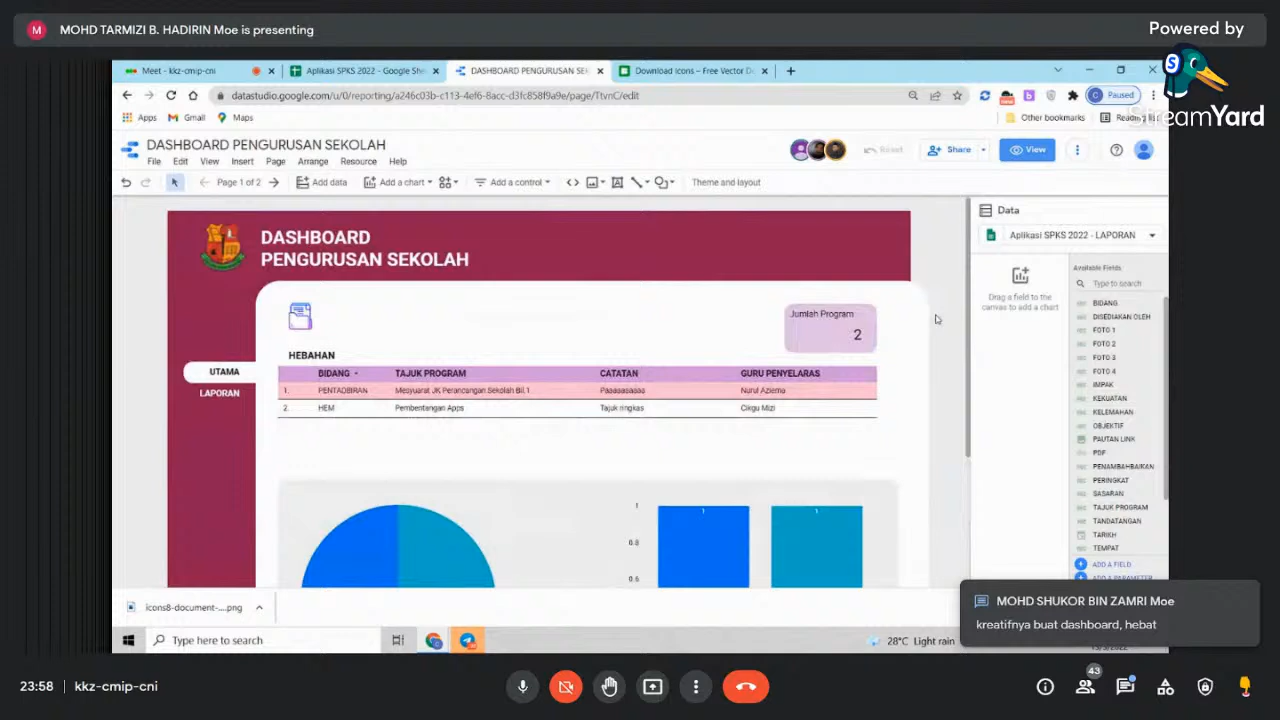 MOHD TARMIZI B. HADIRIN Moe is presenting
Powered by
StreamYard
Meet - kkz-cmip-cni
Aplikasi SPKS 2022 - Google She
DASHBOARD PENGURUSAN SE
Download Icons – Free Vector D
datastudio.google.com/u/0/reporting/a246c03b-c113-4ef6-8acc-d3fc858f9a9e/page/TtvnC/edit
Paused
Apps
Gmail
Maps
Other bookmarks
Reading list
DASHBOARD PENGURUSAN SEKOLAH
File Edit View Insert Page Arrange Resource Help
Reset
Share
View
Page 1 of 2
Add data
Add a chart
Add a control
Theme and layout
DASHBOARD
PENGURUSAN SEKOLAH
Jumlah Program
2
HEBAHAN
UTAMA
LAPORAN
BIDANG TAJUK PROGRAM CATATAN GURU PENYELARAS
1. PENTADBIRAN Mesyuarat JK Perancangan Sekolah Bil.1 Nurul Aziema
2. HEM Pembentangan Apps Tajuk ringkas Cikgu Mizi
1
0.8
0.6
1
1
Data
Aplikasi SPKS 2022 - LAPORAN
Drag a field to the
canvas to add a chart
Available Fields
Type to search
BIDANG
DISEDIAKAN OLEH
FOTO 1
FOTO 2
FOTO 3
FOTO 4
IMPAK
KEKUATAN
KELEMAHAN
OBJEKTIF
PAUTAN LINK
PDF
PENAMBAHBAIKAN
PERINGKAT
SASARAN
TAJUK PROGRAM
TANDATANGAN
TARIKH
TEMPAT
ADD A FIELD
ADD A PARAMETER
icons8-document-....png
MOHD SHUKOR BIN ZAMRI Moe
kreatifnya buat dashboard, hebat
Type here to search
28°C Light rain
23:58
kkz-cmip-cni
43